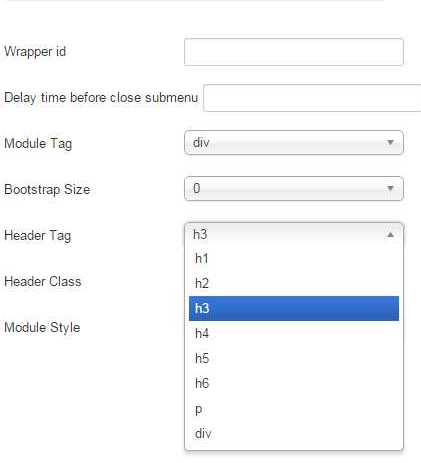 Wrapper id
Delay time before close submenu
Module Tag div
Bootstrap Size 0
Header Tag h3
h1
h2
Header Class h3
h4
Module Style
h5
h6
p
div